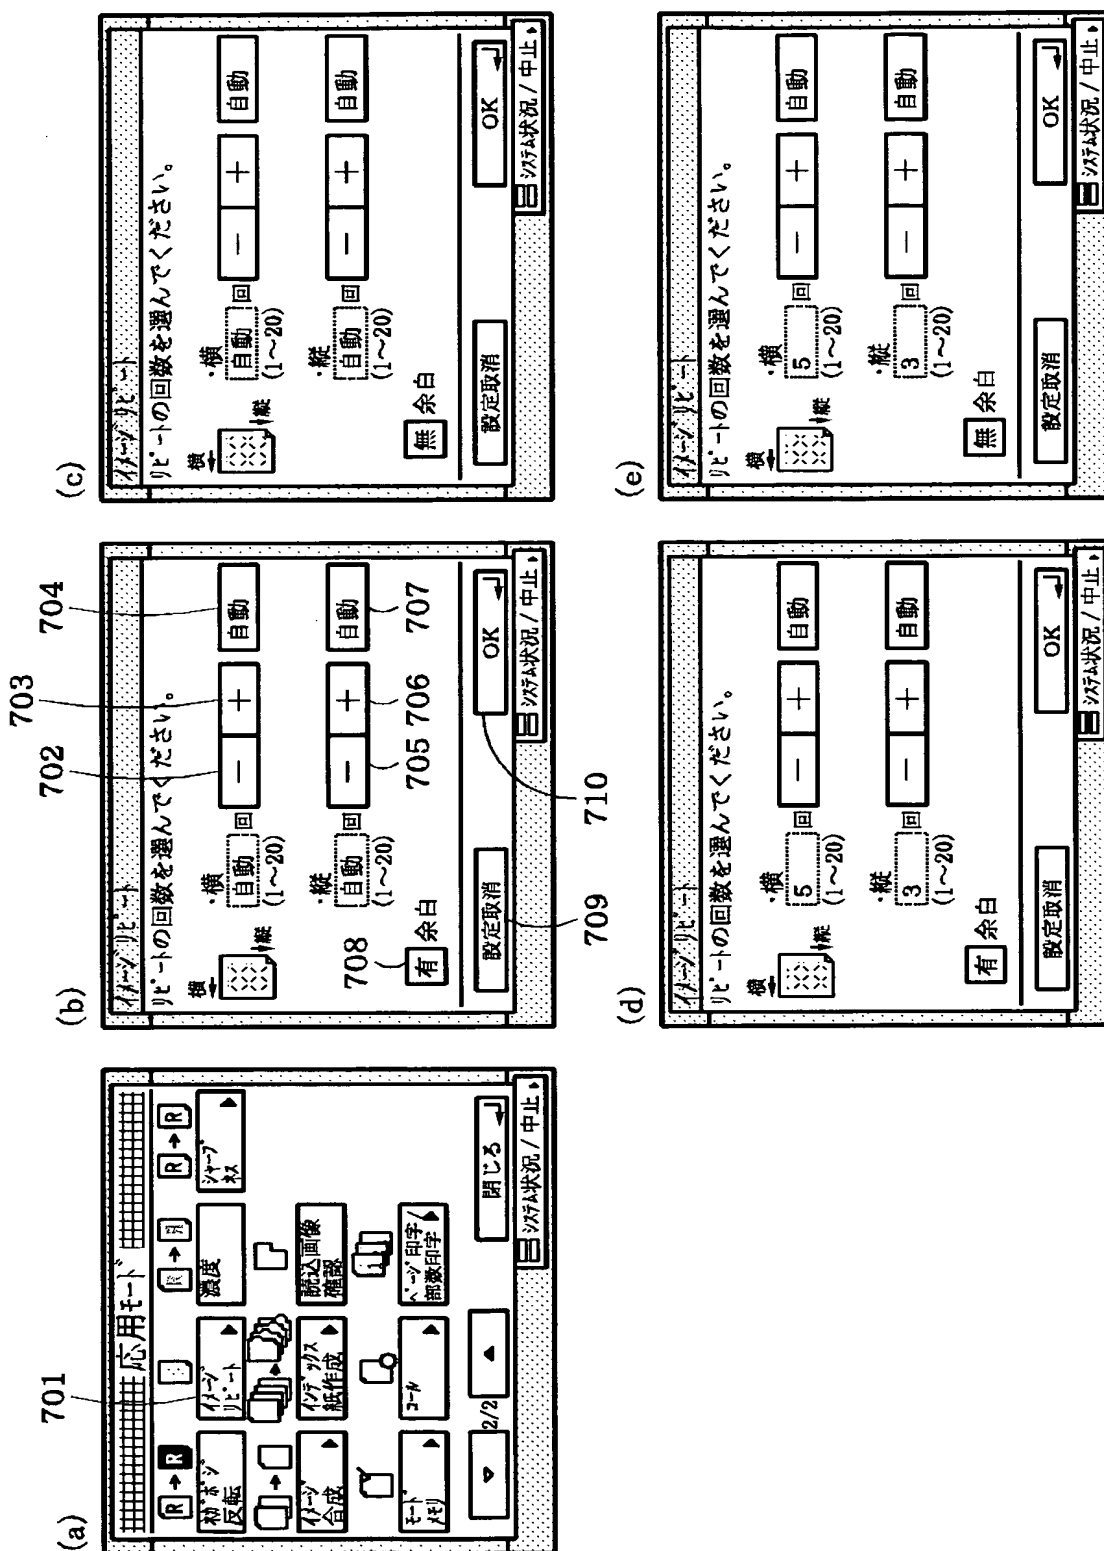 (a)
701
応用モード
R→R
R→R
R→R
ネガポジ
反転
イメージ
リピート
濃度
シャープ
ネス
イメージ
合成
インデックス
紙作成
読込画像
確認
モード
メモリ
コール
ページ印字/
部数印字
2/2
閉じる
システム状況/中止
(b)
702
703
704
イメージリピート
リピートの回数を選んでください。
横
縦
・横
自動 回 − + 自動
(1〜20)
・縦
自動 回 − + 自動
(1〜20)
705 706
707
708
有 余白
設定取消
OK
709
710
システム状況/中止
(c)
イメージリピート
リピートの回数を選んでください。
横
縦
・横
自動 回 − + 自動
(1〜20)
・縦
自動 回 − + 自動
(1〜20)
無 余白
設定取消
OK
システム状況/中止
(d)
イメージリピート
リピートの回数を選んでください。
横
縦
・横
5 回 − + 自動
(1〜20)
・縦
3 回 − + 自動
(1〜20)
有 余白
設定取消
OK
システム状況/中止
(e)
イメージリピート
リピートの回数を選んでください。
横
縦
・横
5 回 − + 自動
(1〜20)
・縦
3 回 − + 自動
(1〜20)
無 余白
設定取消
OK
システム状況/中止